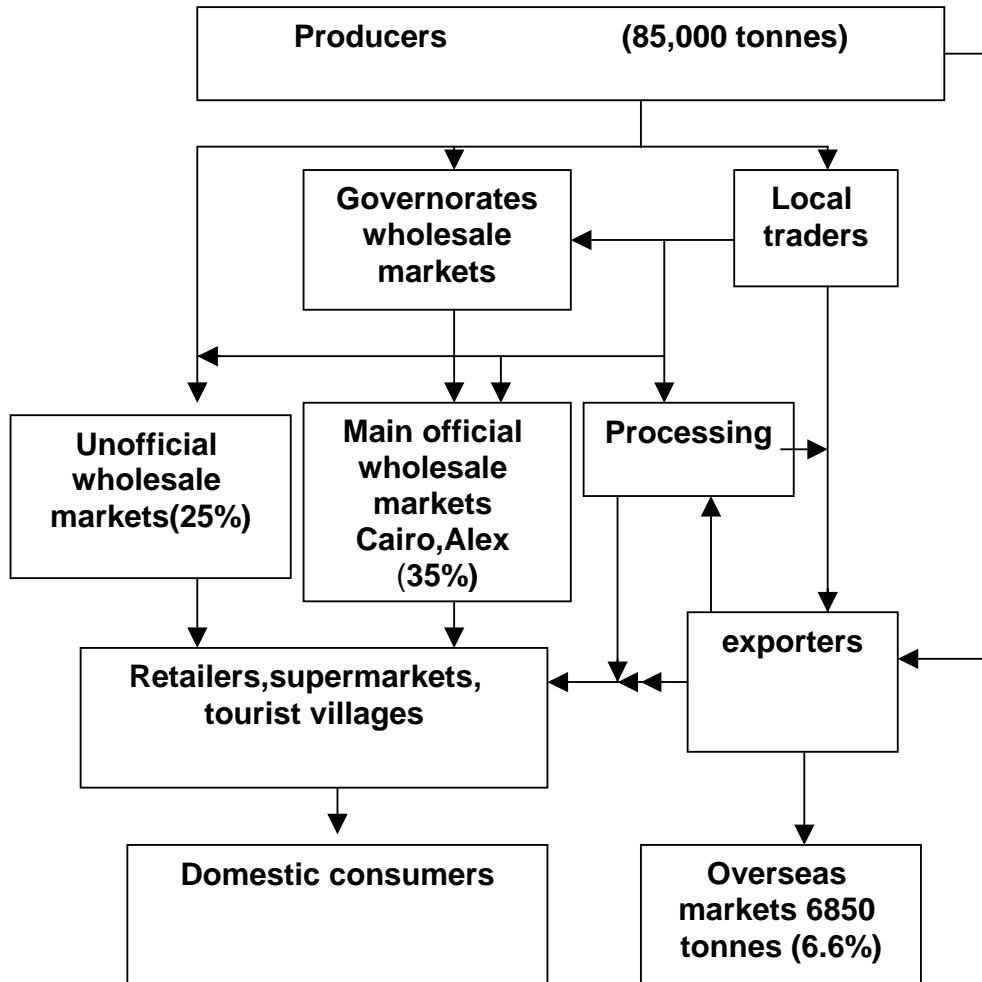 Producers (85,000 tonnes)
Governorates
wholesale
markets
Local
traders
Unofficial
wholesale
markets(25%)
Main official
wholesale
markets
Cairo,Alex
(35%)
Processing
exporters
Retailers,supermarkets,
tourist villages
Domestic consumers
Overseas
markets 6850
tonnes (6.6%)